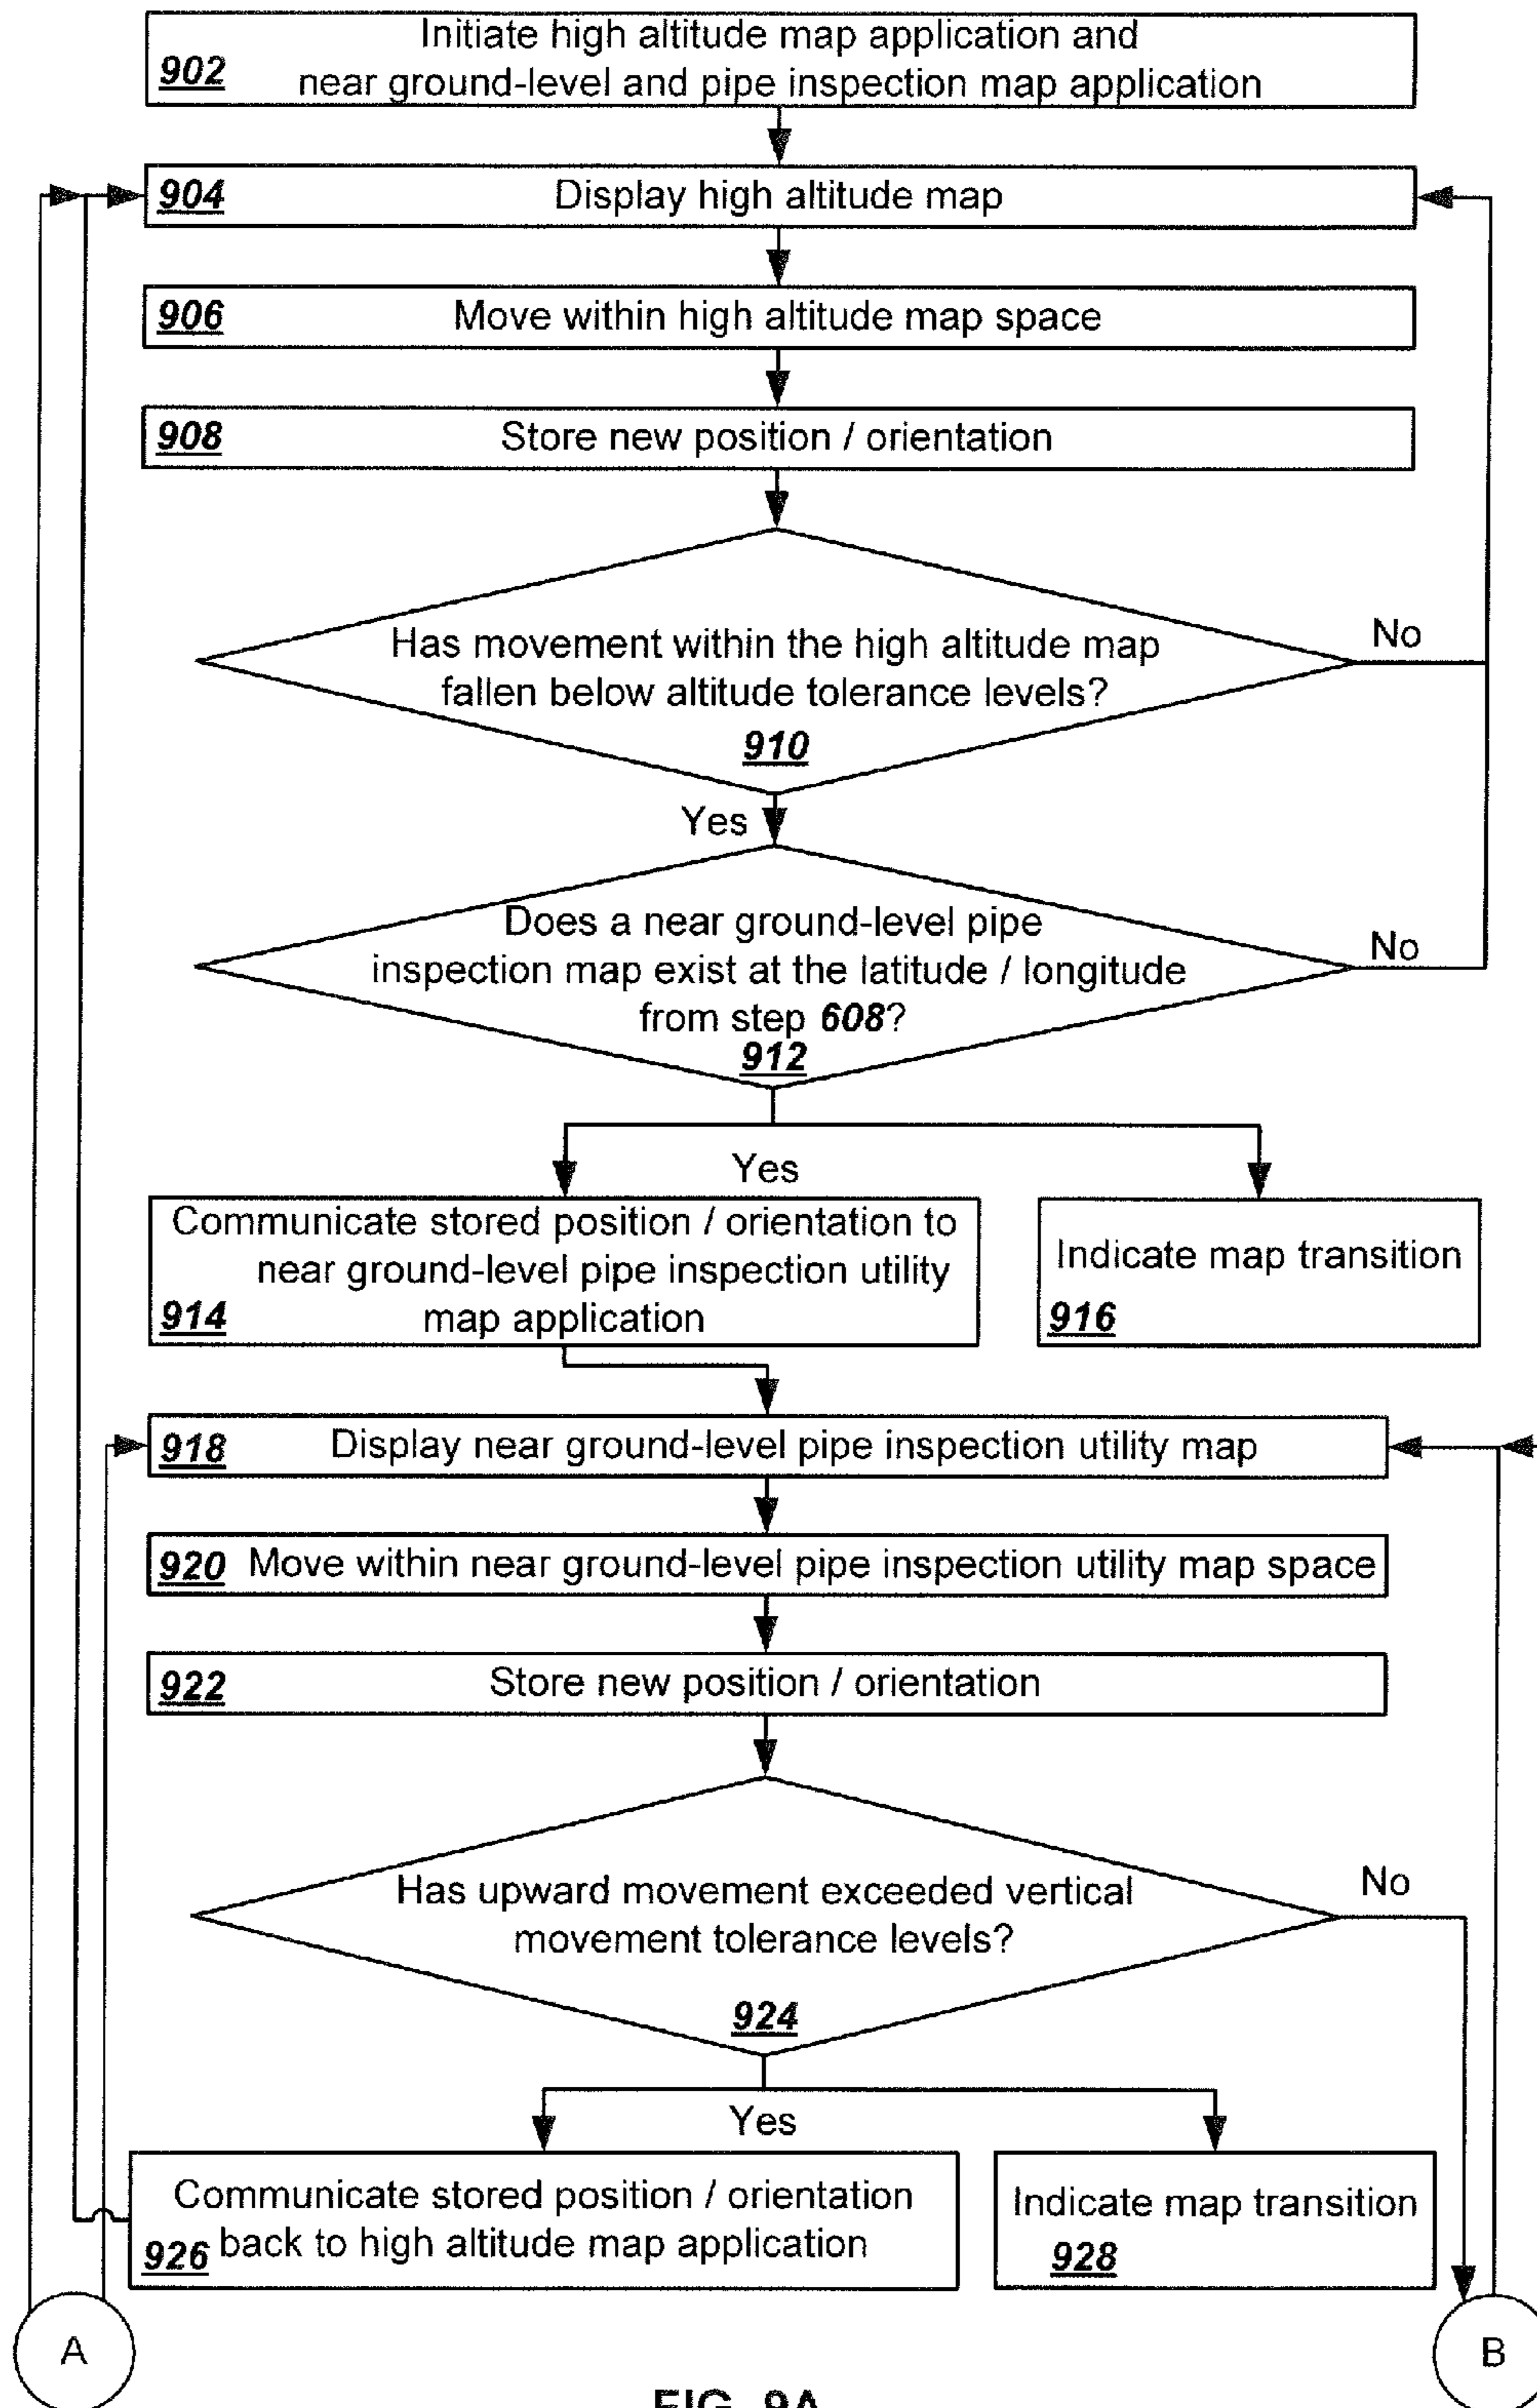 Initiate high altitude map application and
902 near ground-level and pipe inspection map application
904 Display high altitude map
906 Move within high altitude map space
908 Store new position / orientation
Has movement within the high altitude map
fallen below altitude tolerance levels?
910
No
Yes
Does a near ground-level pipe
inspection map exist at the latitude / longitude
from step 608?
912
No
Yes
Communicate stored position / orientation to
near ground-level pipe inspection utility
914 map application
Indicate map transition
916
918 Display near ground-level pipe inspection utility map
920 Move within near ground-level pipe inspection utility map space
922 Store new position / orientation
Has upward movement exceeded vertical
movement tolerance levels?
924
No
Yes
Communicate stored position / orientation
926 back to high altitude map application
Indicate map transition
928
A
B
FIG. 9A